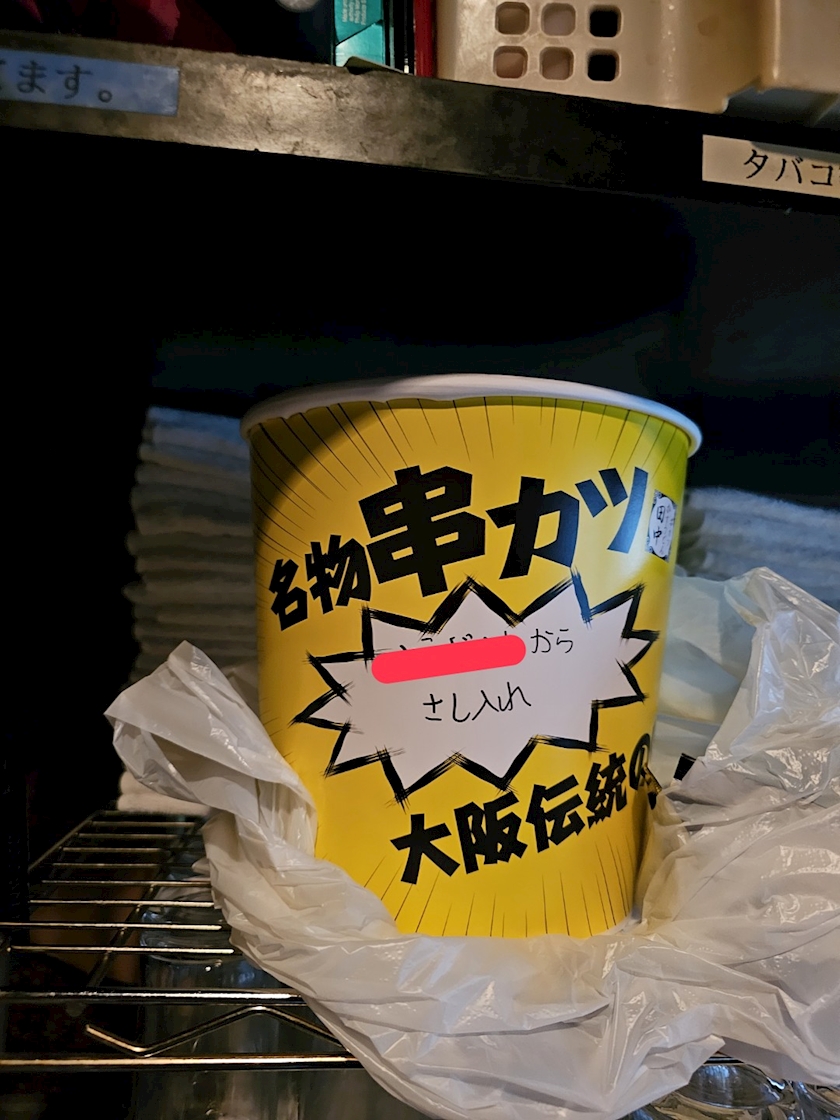 てます。
タバコ
名物串カツ
田中
から
さし入れ
大阪伝統の